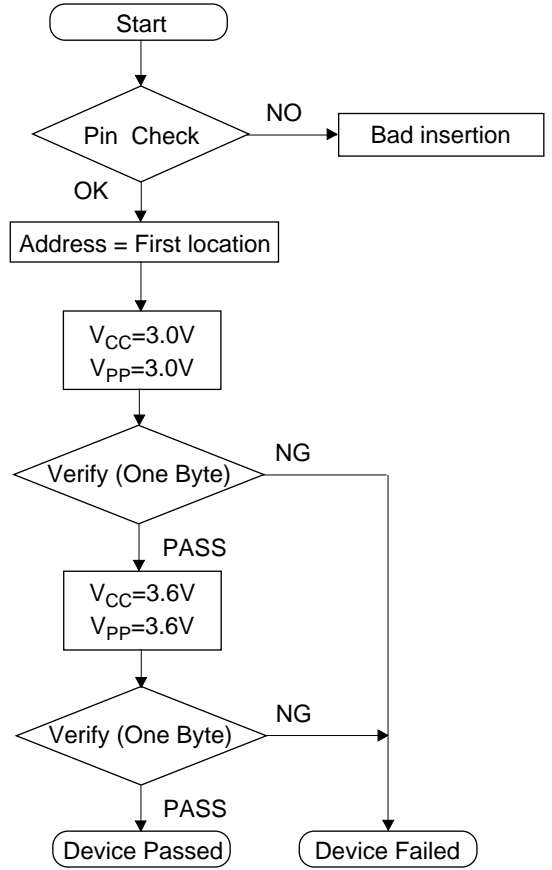 Start
Pin Check
NO
Bad insertion
OK
Address = First location
VCC=3.0V
VPP=3.0V
Verify (One Byte)
NG
PASS
VCC=3.6V
VPP=3.6V
Verify (One Byte)
NG
PASS
Device Passed
Device Failed